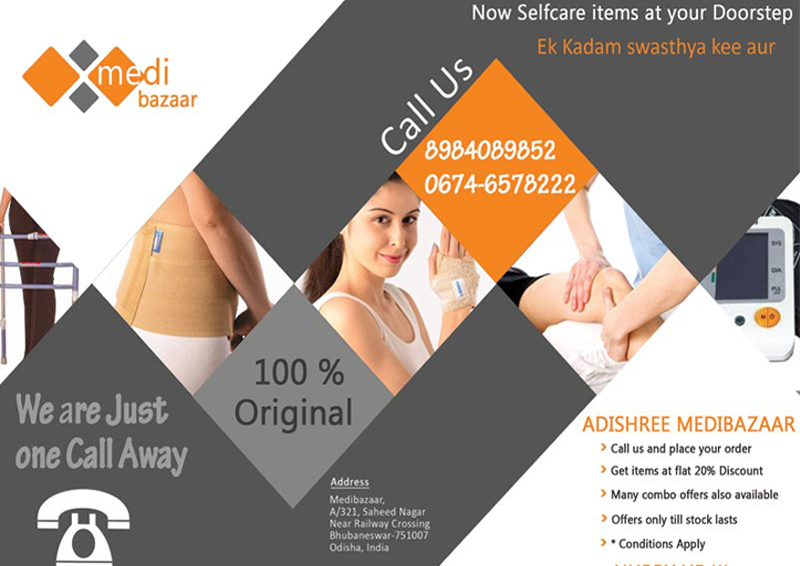 Now Selfcare items at your Doorstep
Ek Kadam swasthya kee aur
medi
bazaar
Call Us
8984089852
0674-6578222
SYS
DIA
PUL
100 %
Original
We are Just
one Call Away
Address
Medibazaar,
A/321, Saheed Nagar
Near Railway Crossing
Bhubaneswar-751007
Odisha, India
ADISHREE MEDIBAZAAR
Call us and place your order
Get items at flat 20% Discount
Many combo offers also available
Offers only till stock lasts
* Conditions Apply